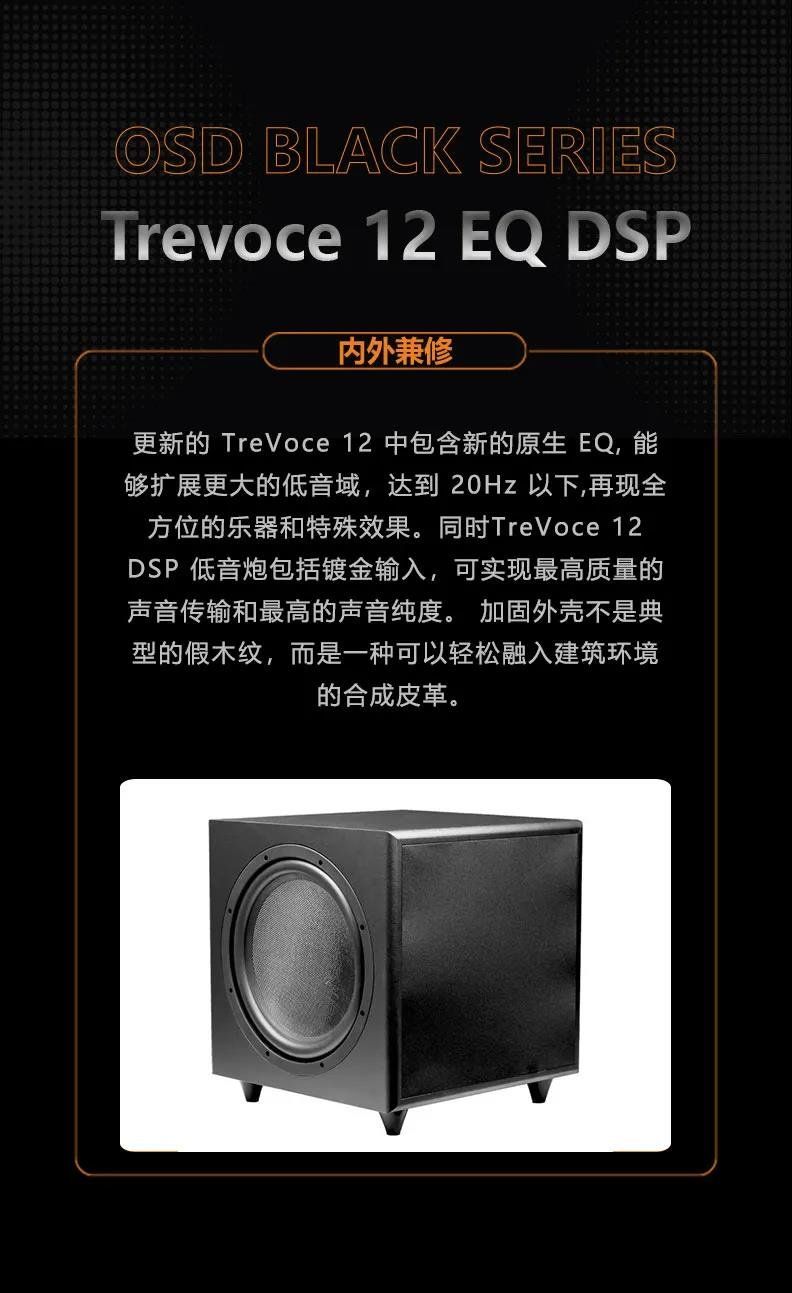 OSD BLACK SERIES
Trevoce 12 EQ DSP
内外兼修
更新的 TreVoce 12 中包含新的原生 EQ, 能
够扩展更大的低音域，达到 20Hz 以下,再现全
方位的乐器和特殊效果。同时TreVoce 12
DSP 低音炮包括镀金输入，可实现最高质量的
声音传输和最高的声音纯度。 加固外壳不是典
型的假木纹，而是一种可以轻松融入建筑环境
的合成皮革。